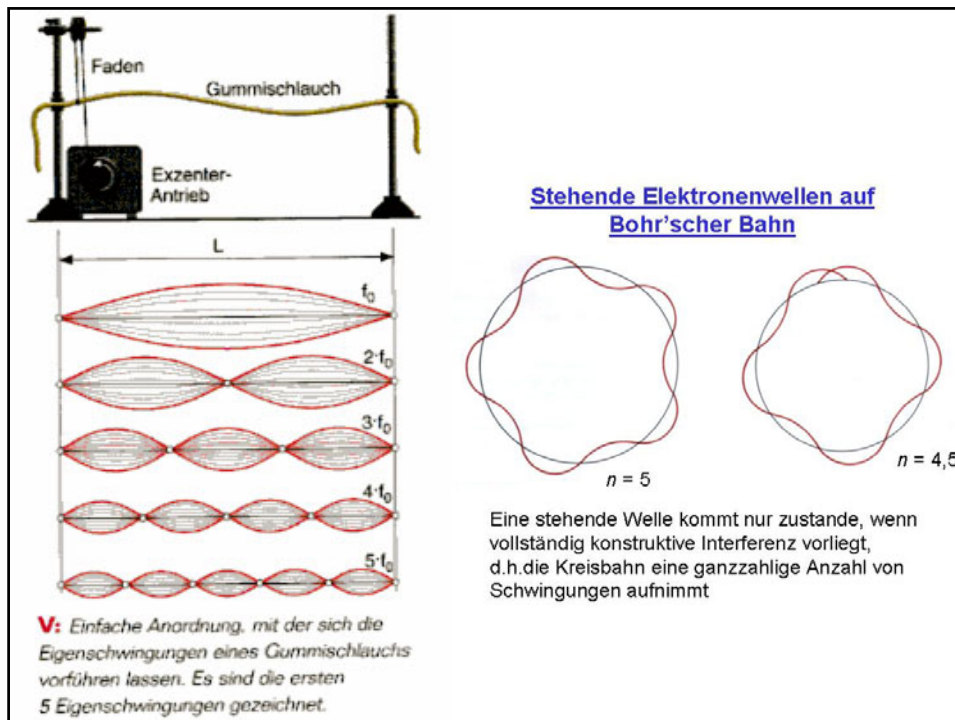 Faden
Gummischlauch
Exzenter-
Antrieb
L
f₀
2·f₀
3·f₀
4·f₀
5·f₀
V: Einfache Anordnung, mit der sich die
Eigenschwingungen eines Gummischlauchs
vorführen lassen. Es sind die ersten
5 Eigenschwingungen gezeichnet.
Stehende Elektronenwellen auf
Bohr'scher Bahn
n = 5
n = 4,5
Eine stehende Welle kommt nur zustande, wenn
vollständig konstruktive Interferenz vorliegt,
d.h.die Kreisbahn eine ganzzahlige Anzahl von
Schwingungen aufnimmt